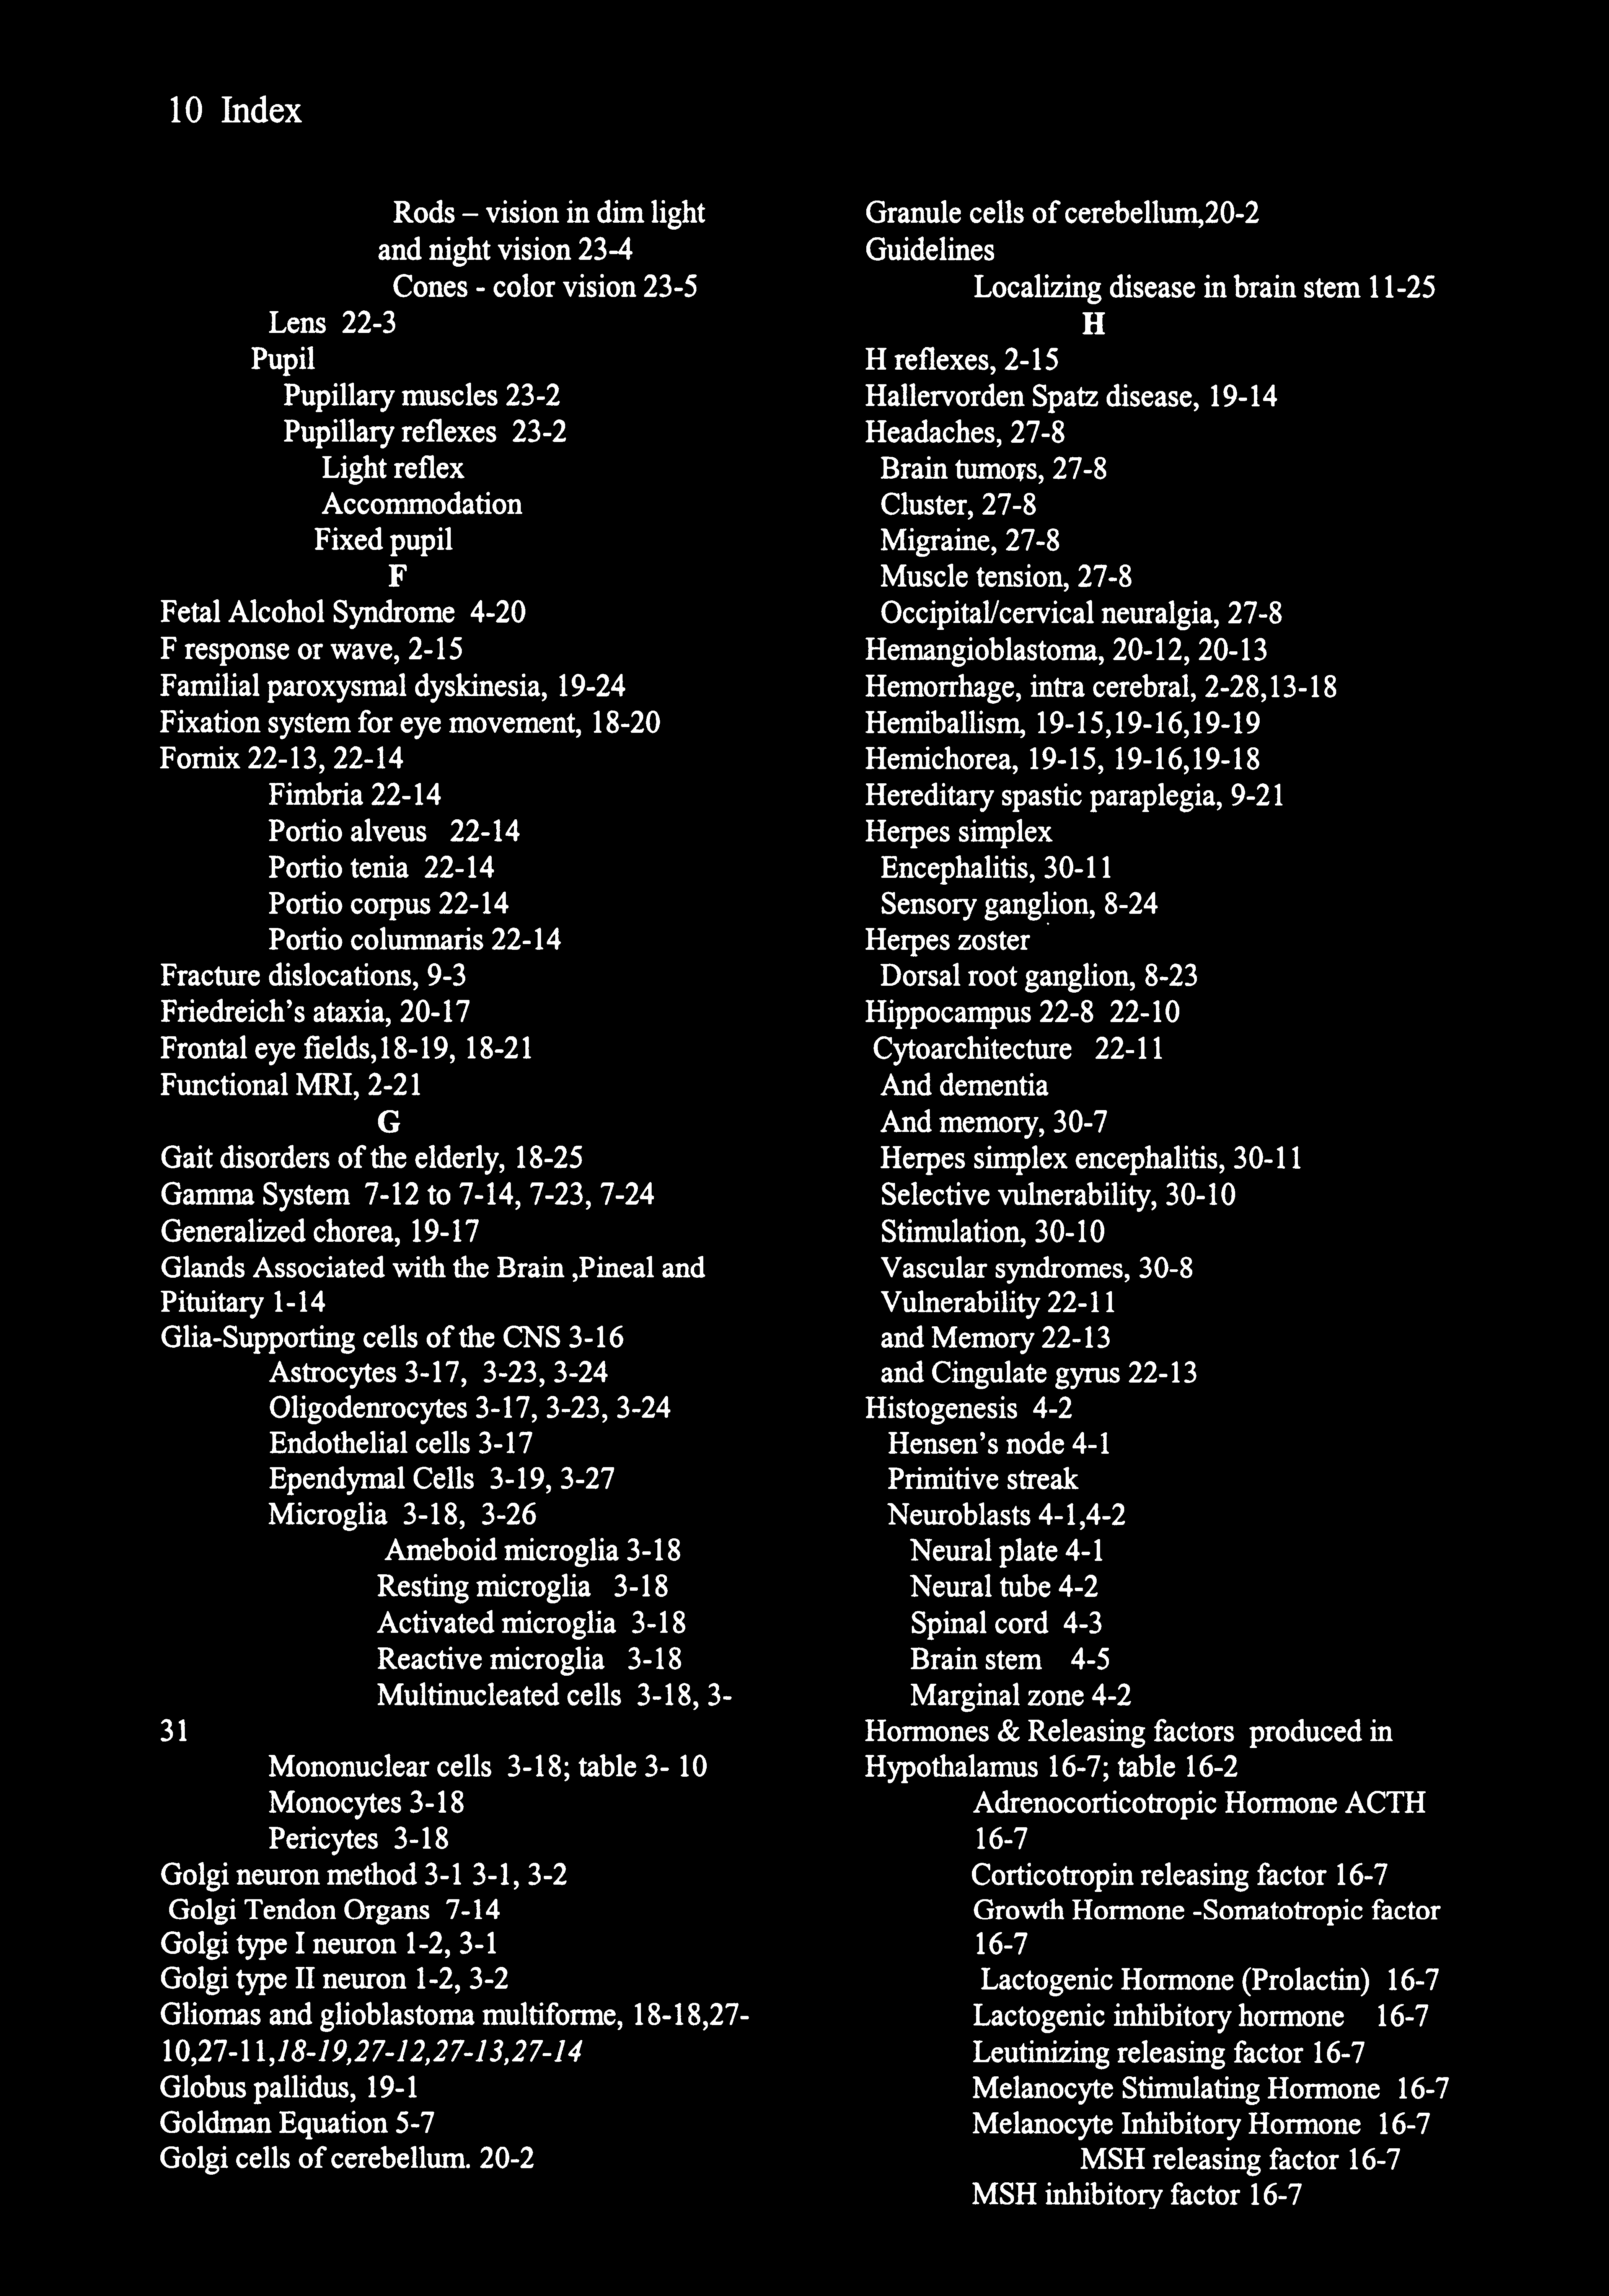 10 Index
Rods – vision in dim light
and night vision 23-4
Cones - color vision 23-5
Lens 22-3
Pupil
Pupillary muscles 23-2
Pupillary reflexes 23-2
Light reflex
Accommodation
Fixed pupil
F
Fetal Alcohol Syndrome 4-20
F response or wave, 2-15
Familial paroxysmal dyskinesia, 19-24
Fixation system for eye movement, 18-20
Fornix 22-13, 22-14
Fimbria 22-14
Portio alveus 22-14
Portio tenia 22-14
Portio corpus 22-14
Portio columnaris 22-14
Fracture dislocations, 9-3
Friedreich’s ataxia, 20-17
Frontal eye fields,18-19, 18-21
Functional MRI, 2-21
G
Gait disorders of the elderly, 18-25
Gamma System 7-12 to 7-14, 7-23, 7-24
Generalized chorea, 19-17
Glands Associated with the Brain ,Pineal and
Pituitary 1-14
Glia-Supporting cells of the CNS 3-16
Astrocytes 3-17, 3-23, 3-24
Oligodenrocytes 3-17, 3-23, 3-24
Endothelial cells 3-17
Ependymal Cells 3-19, 3-27
Microglia 3-18, 3-26
Ameboid microglia 3-18
Resting microglia 3-18
Activated microglia 3-18
Reactive microglia 3-18
Multinucleated cells 3-18, 3-
31
Mononuclear cells 3-18; table 3- 10
Monocytes 3-18
Pericytes 3-18
Golgi neuron method 3-1 3-1, 3-2
Golgi Tendon Organs 7-14
Golgi type I neuron 1-2, 3-1
Golgi type II neuron 1-2, 3-2
Gliomas and glioblastoma multiforme, 18-18,27-
10,27-11,18-19,27-12,27-13,27-14
Globus pallidus, 19-1
Goldman Equation 5-7
Golgi cells of cerebellum. 20-2
Granule cells of cerebellum,20-2
Guidelines
Localizing disease in brain stem 11-25
H
H reflexes, 2-15
Hallervorden Spatz disease, 19-14
Headaches, 27-8
Brain tumors, 27-8
Cluster, 27-8
Migraine, 27-8
Muscle tension, 27-8
Occipital/cervical neuralgia, 27-8
Hemangioblastoma, 20-12, 20-13
Hemorrhage, intra cerebral, 2-28,13-18
Hemiballism, 19-15,19-16,19-19
Hemichorea, 19-15, 19-16,19-18
Hereditary spastic paraplegia, 9-21
Herpes simplex
Encephalitis, 30-11
Sensory ganglion, 8-24
Herpes zoster
Dorsal root ganglion, 8-23
Hippocampus 22-8 22-10
Cytoarchitecture 22-11
And dementia
And memory, 30-7
Herpes simplex encephalitis, 30-11
Selective vulnerability, 30-10
Stimulation, 30-10
Vascular syndromes, 30-8
Vulnerability 22-11
and Memory 22-13
and Cingulate gyrus 22-13
Histogenesis 4-2
Hensen’s node 4-1
Primitive streak
Neuroblasts 4-1,4-2
Neural plate 4-1
Neural tube 4-2
Spinal cord 4-3
Brain stem 4-5
Marginal zone 4-2
Hormones & Releasing factors produced in
Hypothalamus 16-7; table 16-2
Adrenocorticotropic Hormone ACTH
16-7
Corticotropin releasing factor 16-7
Growth Hormone -Somatotropic factor
16-7
Lactogenic Hormone (Prolactin) 16-7
Lactogenic inhibitory hormone 16-7
Leutinizing releasing factor 16-7
Melanocyte Stimulating Hormone 16-7
Melanocyte Inhibitory Hormone 16-7
MSH releasing factor 16-7
MSH inhibitory factor 16-7